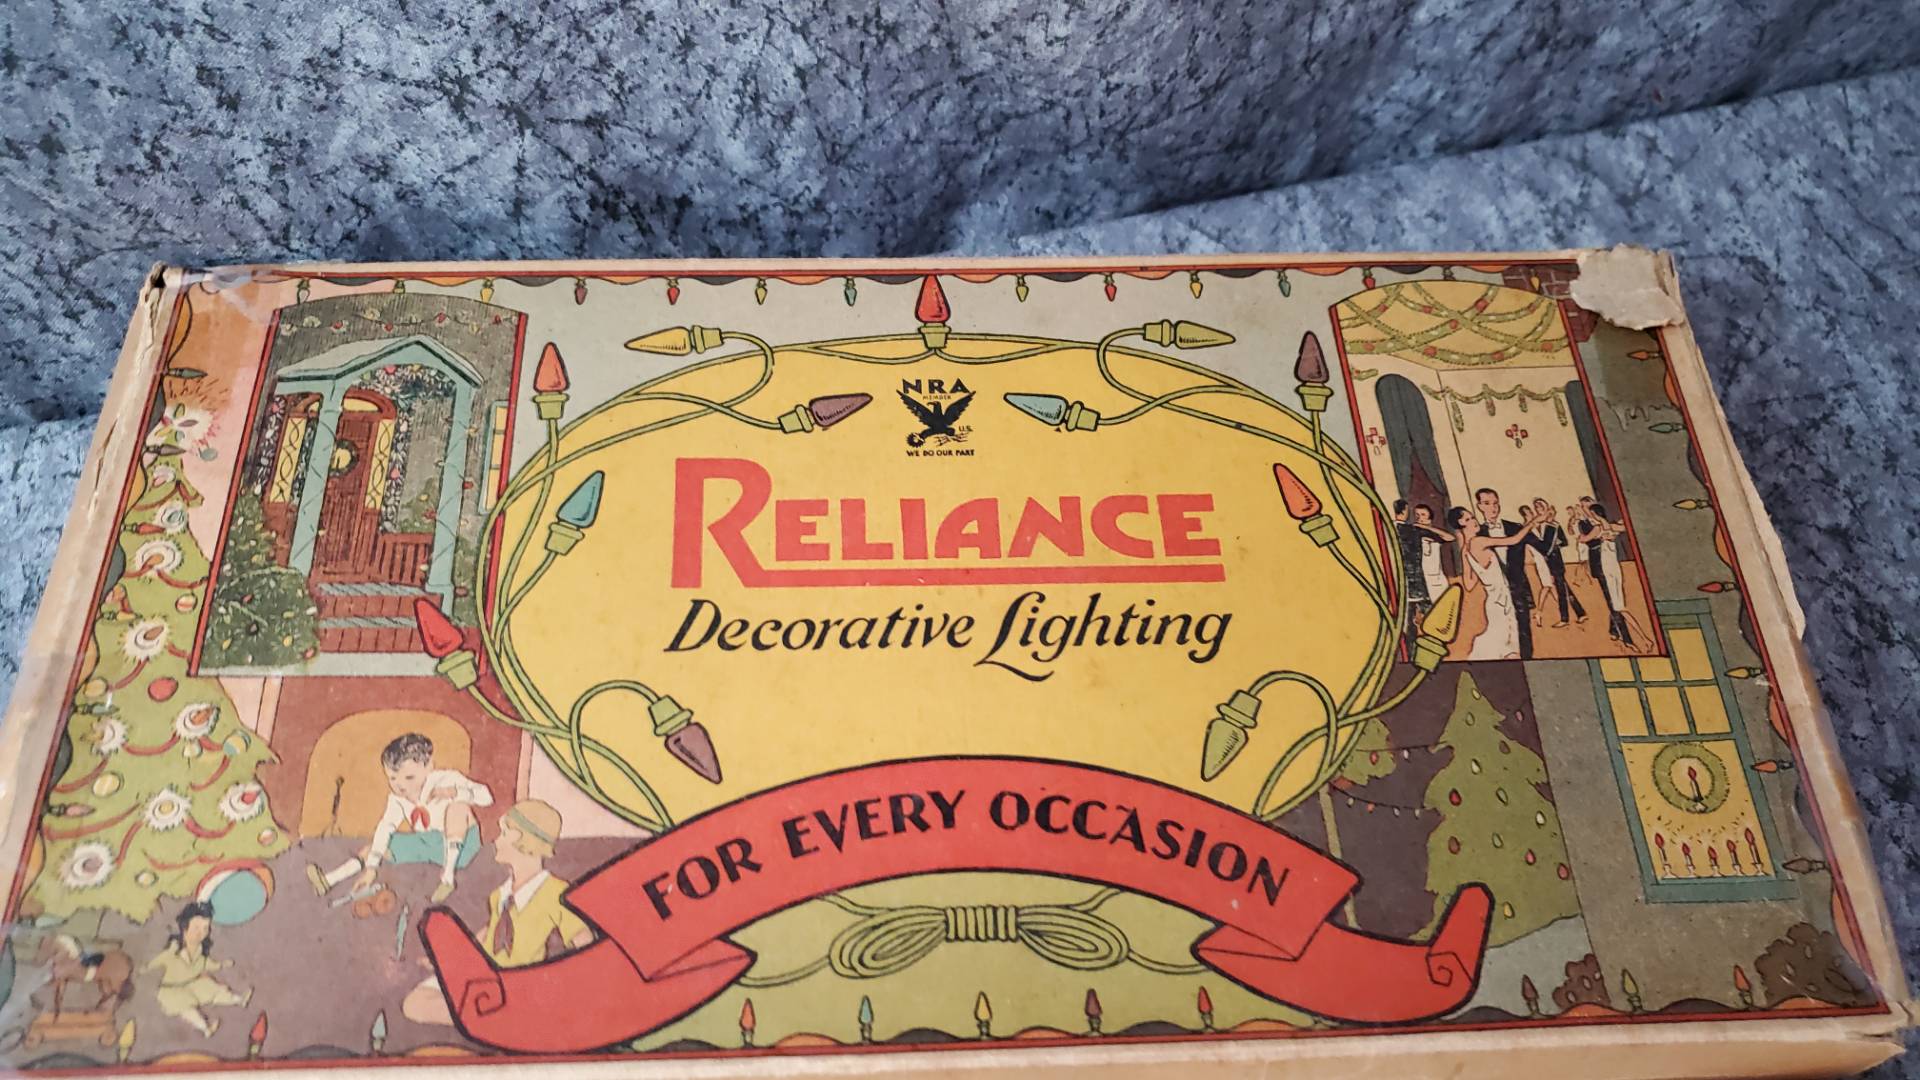 NRA
MEMBER
U.S.
WE DO OUR PART
RELIANCE
Decorative Lighting
FOR EVERY OCCASION